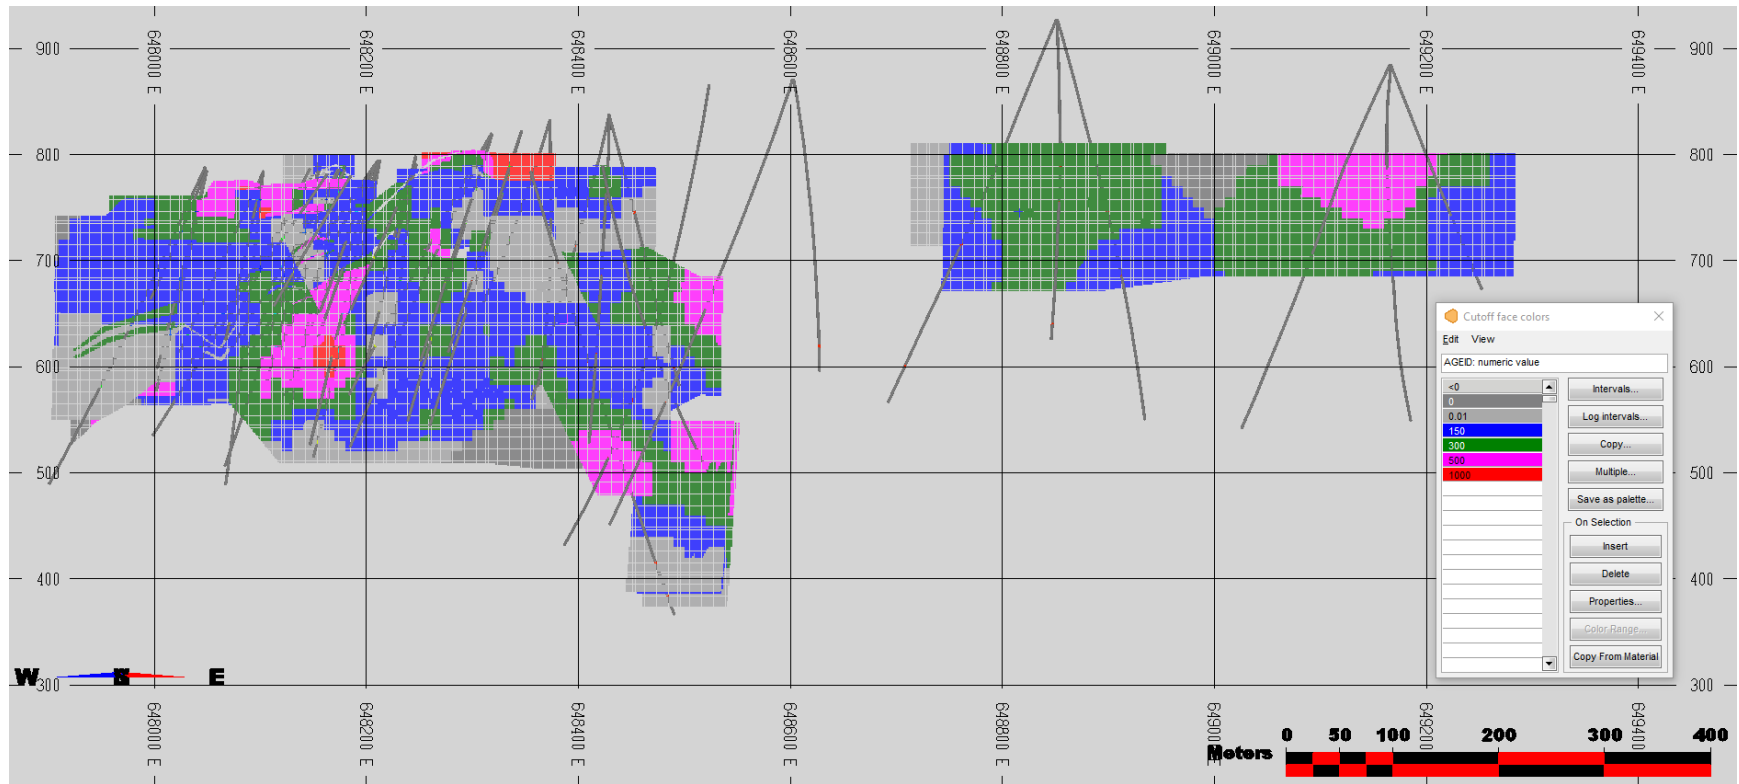 648000 E
648200 E
648400 E
648600 E
648800 E
649000 E
649200 E
649400 E
900
900
800
800
700
700
600
600
500
500
400
400
300
300
Cutoff face colors
Edit View
AGEID: numeric value
<0
0
0.01
150
300
500
1000
Intervals...
Log intervals...
Copy...
Multiple...
Save as palette...
On Selection
Insert
Delete
Properties...
Color Range...
Copy From Material
W
E
648000 E
648200 E
648400 E
648600 E
648800 E
649000 E
649200 E
649400 E
Meters
0 50 100 200 300 400